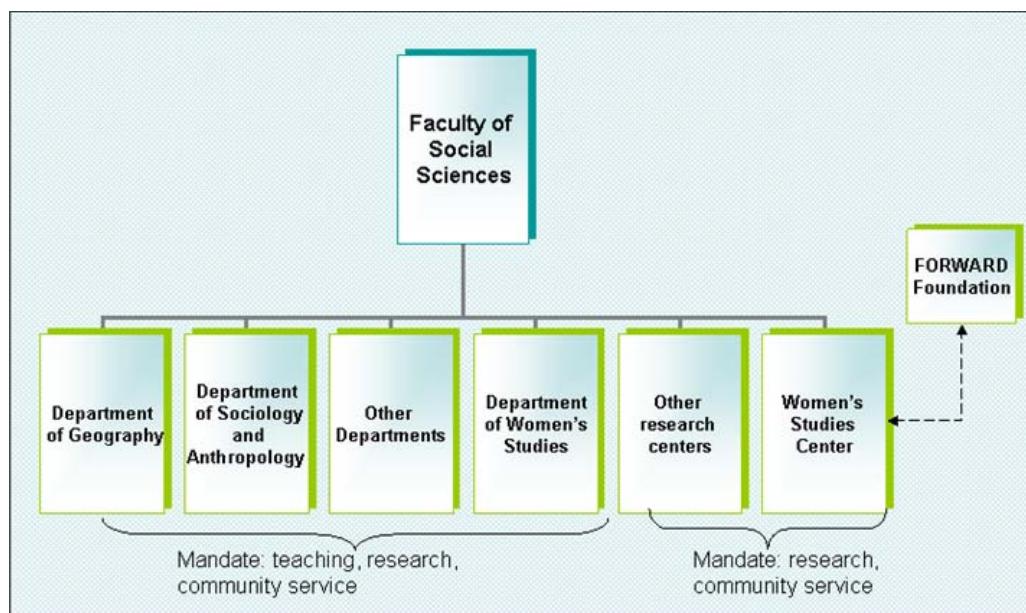 Faculty of
Social
Sciences
FORWARD
Foundation
Department
of Geography
Department
of Sociology
and
Anthropology
Other
Departments
Department
of Women's
Studies
Other
research
centers
Women's
Studies
Center
Mandate: teaching, research,
community service
Mandate: research,
community service